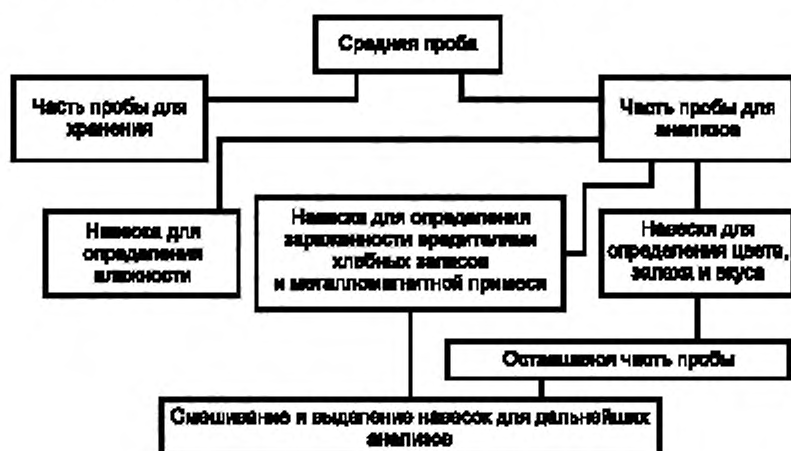 Средняя проба
Часть пробы для
хранения
Часть пробы для
анализов
Навеска для
определения
влажности
Навеска для определения
зараженности вредителями
хлебных запасов
и металломагнитной примеси
Навески для
определения цвета,
запаха и вкуса
Оставшаяся часть пробы
Смешивание и выделение навесок для дальнейших
анализов